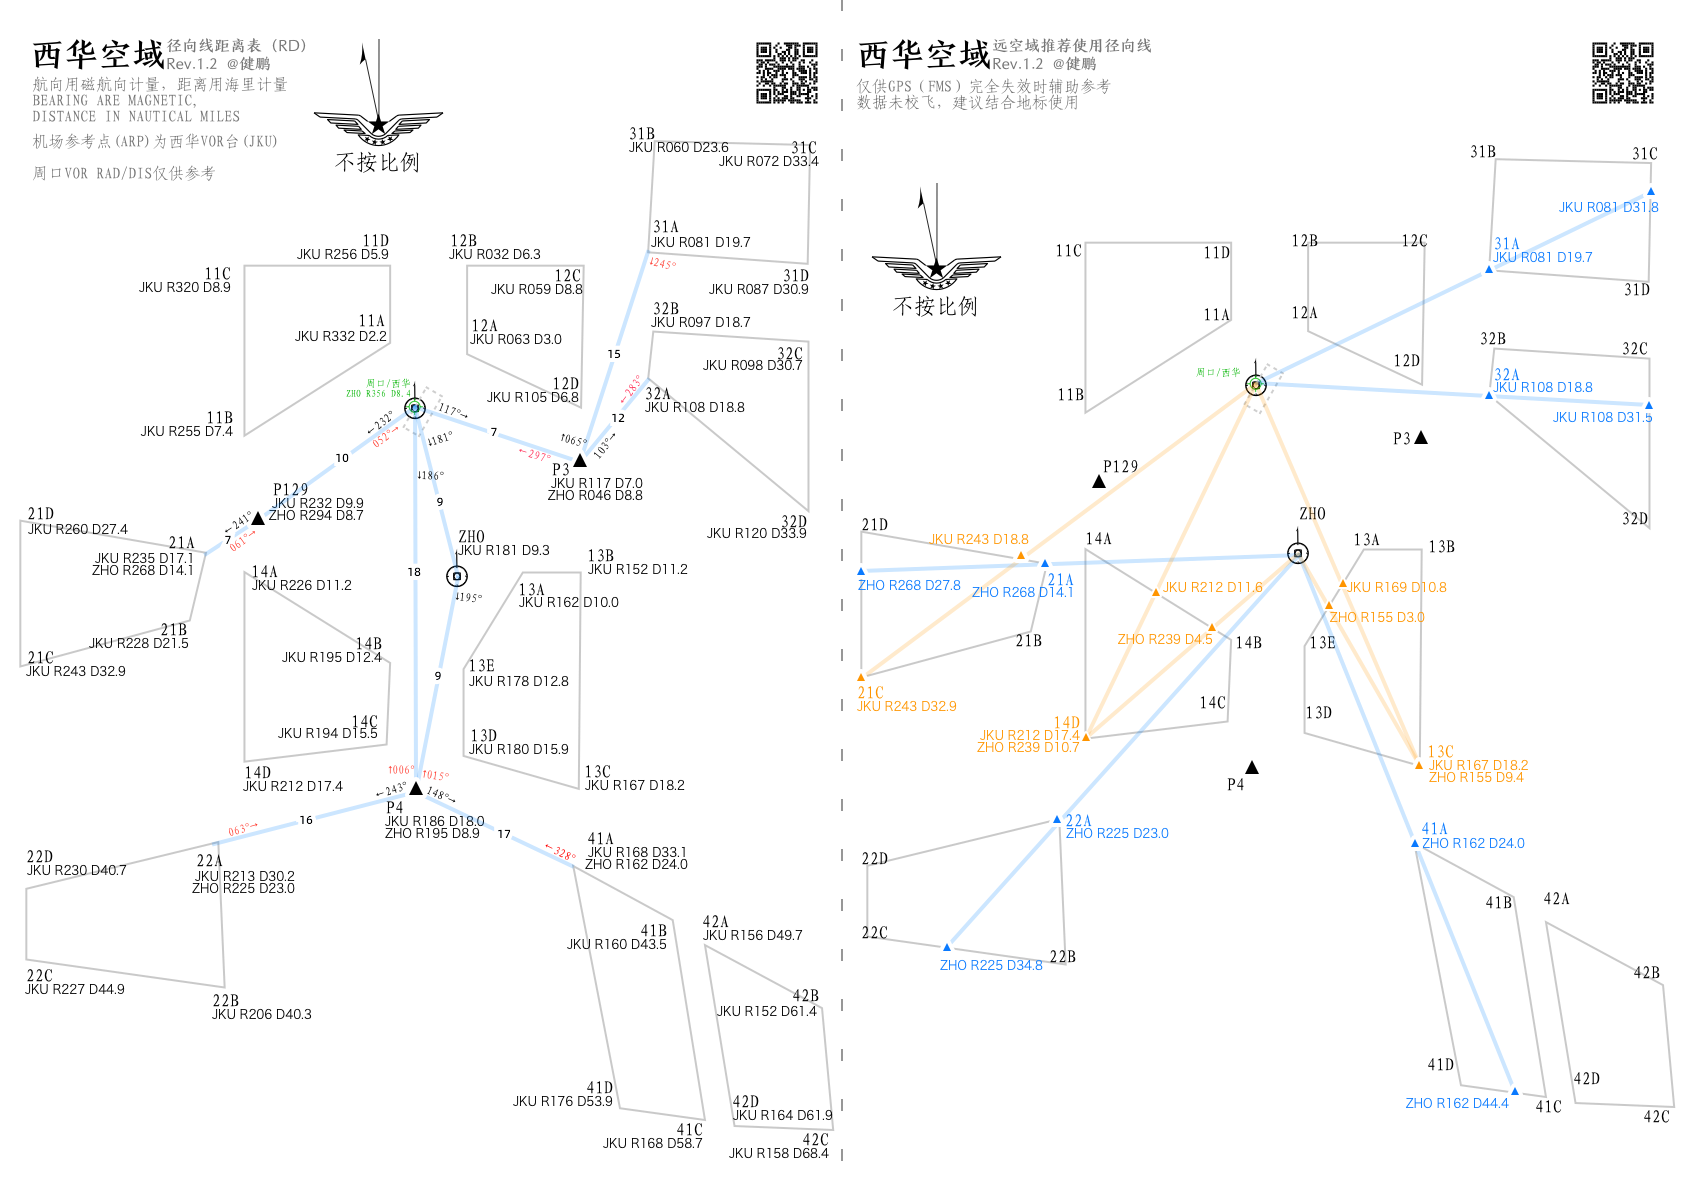 西华空域
径向线距离表（RD）
Rev.1.2 @健鹏
航向用磁航向计量，距离用海里计量
BEARING ARE MAGNETIC,
DISTANCE IN NAUTICAL MILES
机场参考点(ARP)为西华VOR台(JKU)
周口VOR RAD/DIS仅供参考
不按比例
31B
JKU R060 D23.6
31C
JKU R072 D33.4
31A
JKU R081 D19.7
↓245°
31D
JKU R087 D30.9
11D
JKU R256 D5.9
11C
JKU R320 D8.9
11A
JKU R332 D2.2
11B
JKU R255 D7.4
12B
JKU R032 D6.3
12C
JKU R059 D8.8
12A
JKU R063 D3.0
12D
JKU R105 D6.8
32B
JKU R097 D18.7
32C
JKU R098 D30.7
32A
JKU R108 D18.8
32D
JKU R120 D33.9
15
←283°
12
↑065°
103°→
周口/西华
ZHO R356 D8.4
117°→
7
←297°
←232°
052°→
10
↓181°
↓186°
9
P3
JKU R117 D7.0
ZHO R046 D8.8
P129
JKU R232 D9.9
ZHO R294 D8.7
←241°
7
061°→
21D
JKU R260 D27.4
21A
JKU R235 D17.1
ZHO R268 D14.1
21B
JKU R228 D21.5
21C
JKU R243 D32.9
ZHO
JKU R181 D9.3
18
↓195°
9
14A
JKU R226 D11.2
14B
JKU R195 D12.4
14C
JKU R194 D15.5
14D
JKU R212 D17.4
13B
JKU R152 D11.2
13A
JKU R162 D10.0
13E
JKU R178 D12.8
13D
JKU R180 D15.9
13C
JKU R167 D18.2
↑006°
↑015°
←243°
148°→
P4
JKU R186 D18.0
ZHO R195 D8.9
063°→
16
17
←328°
22D
JKU R230 D40.7
22A
JKU R213 D30.2
ZHO R225 D23.0
22C
JKU R227 D44.9
22B
JKU R206 D40.3
41A
JKU R168 D33.1
ZHO R162 D24.0
41B
JKU R160 D43.5
41D
JKU R176 D53.9
41C
JKU R168 D58.7
42A
JKU R156 D49.7
42B
JKU R152 D61.4
42D
JKU R164 D61.9
42C
JKU R158 D68.4
西华空域
远空域推荐使用径向线
Rev.1.2 @健鹏
仅供GPS（FMS）完全失效时辅助参考
数据未校飞，建议结合地标使用
不按比例
31B
31C
JKU R081 D31.8
31A
JKU R081 D19.7
31D
11C
11D
11A
11B
12B
12C
12A
12D
32B
32C
32A
JKU R108 D18.8
JKU R108 D31.5
32D
周口/西华
P3
P129
ZHO
21D
JKU R243 D18.8
ZHO R268 D27.8
21A
ZHO R268 D14.1
21B
21C
JKU R243 D32.9
14A
JKU R212 D11.6
ZHO R239 D4.5
14B
14C
14D
JKU R212 D17.4
ZHO R239 D10.7
13A
13B
JKU R169 D10.8
ZHO R155 D3.0
13E
13D
13C
JKU R167 D18.2
ZHO R155 D9.4
P4
22A
ZHO R225 D23.0
22D
22C
22B
ZHO R225 D34.8
41A
ZHO R162 D24.0
41B
41D
41C
ZHO R162 D44.4
42A
42B
42D
42C